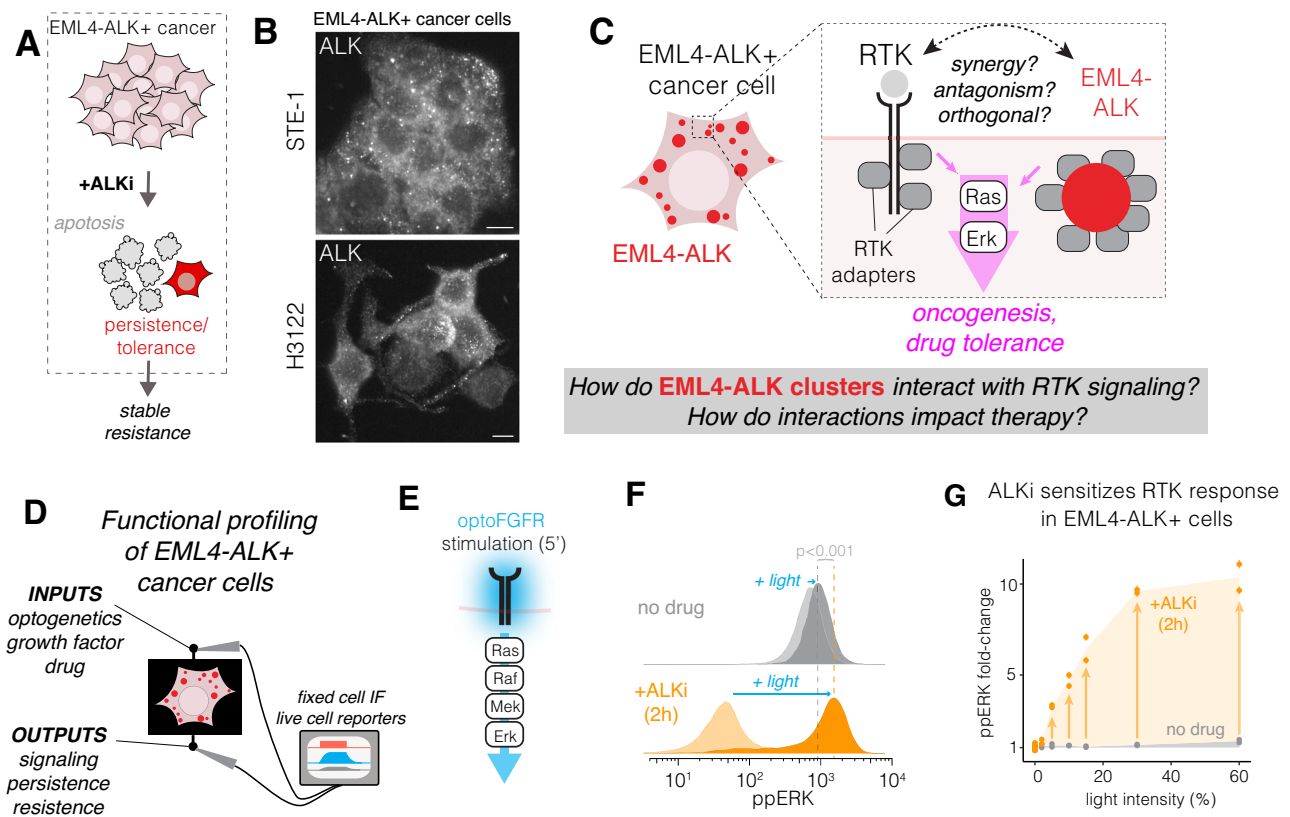 A
EML4-ALK+ cancer
+ALKi
apotosis
persistence/
tolerance
stable
resistance
B
EML4-ALK+ cancer cells
ALK
STE-1
ALK
H3122
C
EML4-ALK+
cancer cell
EML4-ALK
RTK
synergy?
antagonism?
orthogonal?
EML4-
ALK
Ras
Erk
RTK
adapters
oncogenesis,
drug tolerance
How do EML4-ALK clusters interact with RTK signaling?
How do interactions impact therapy?
D
Functional profiling
of EML4-ALK+
cancer cells
INPUTS
optogenetics
growth factor
drug
OUTPUTS
signaling
persistence
resistance
fixed cell IF
live cell reporters
E
optoFGFR
stimulation (5')
Ras
Raf
Mek
Erk
F
p<0.001
+ light
no drug
+ALKi
(2h)
+ light
10¹ 10² 10³ 10⁴
ppERK
G
ALKi sensitizes RTK response
in EML4-ALK+ cells
ppERK fold-change
10
5
1
+ALKi
(2h)
no drug
0 20 40 60
light intensity (%)